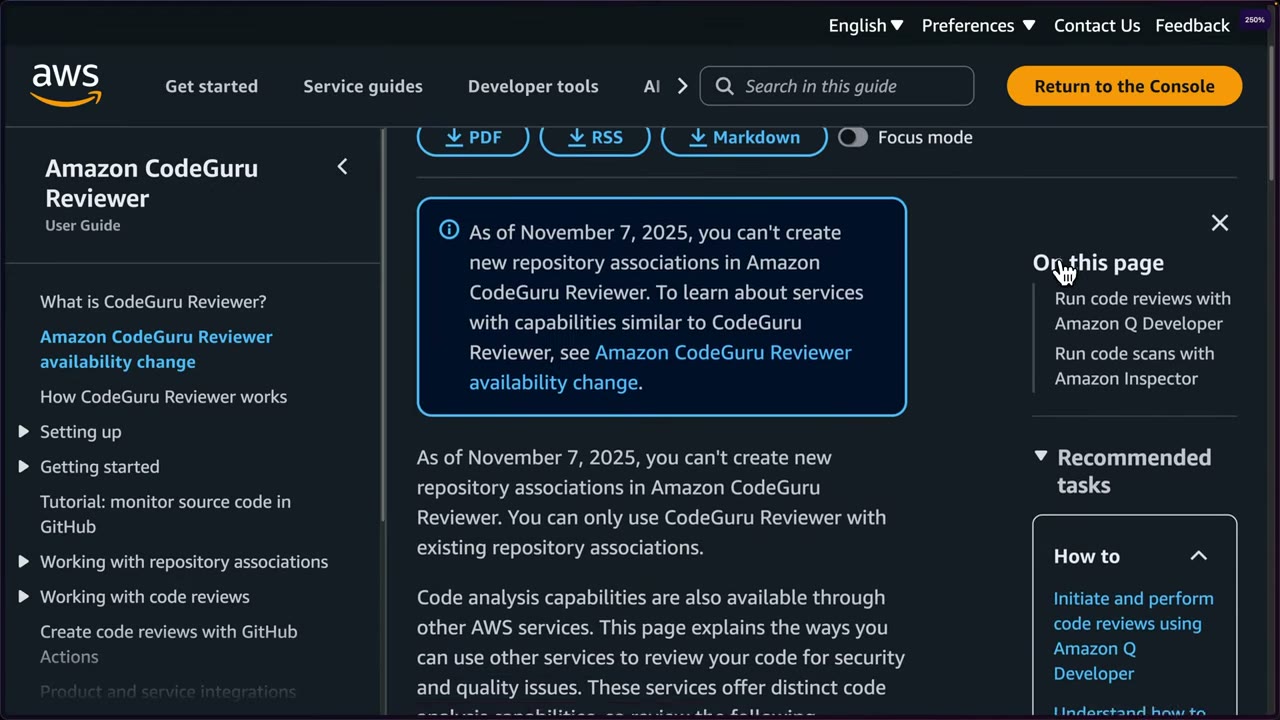 English ▼ Preferences ▼ Contact Us Feedback 250%
aws Get started Service guides Developer tools AI Search in this guide Return to the Console
Amazon CodeGuru
Reviewer
User Guide
What is CodeGuru Reviewer?
Amazon CodeGuru Reviewer
availability change
How CodeGuru Reviewer works
Setting up
Getting started
Tutorial: monitor source code in
GitHub
Working with repository associations
Working with code reviews
Create code reviews with GitHub
Actions
Product and service integrations
PDF RSS Markdown Focus mode
As of November 7, 2025, you can't create
new repository associations in Amazon
CodeGuru Reviewer. To learn about services
with capabilities similar to CodeGuru
Reviewer, see Amazon CodeGuru Reviewer
availability change.
As of November 7, 2025, you can't create new
repository associations in Amazon CodeGuru
Reviewer. You can only use CodeGuru Reviewer with
existing repository associations.
Code analysis capabilities are also available through
other AWS services. This page explains the ways you
can use other services to review your code for security
and quality issues. These services offer distinct code
analysis capabilities, so review the following
On this page
Run code reviews with
Amazon Q Developer
Run code scans with
Amazon Inspector
Recommended
tasks
How to
Initiate and perform
code reviews using
Amazon Q
Developer
Understand how to